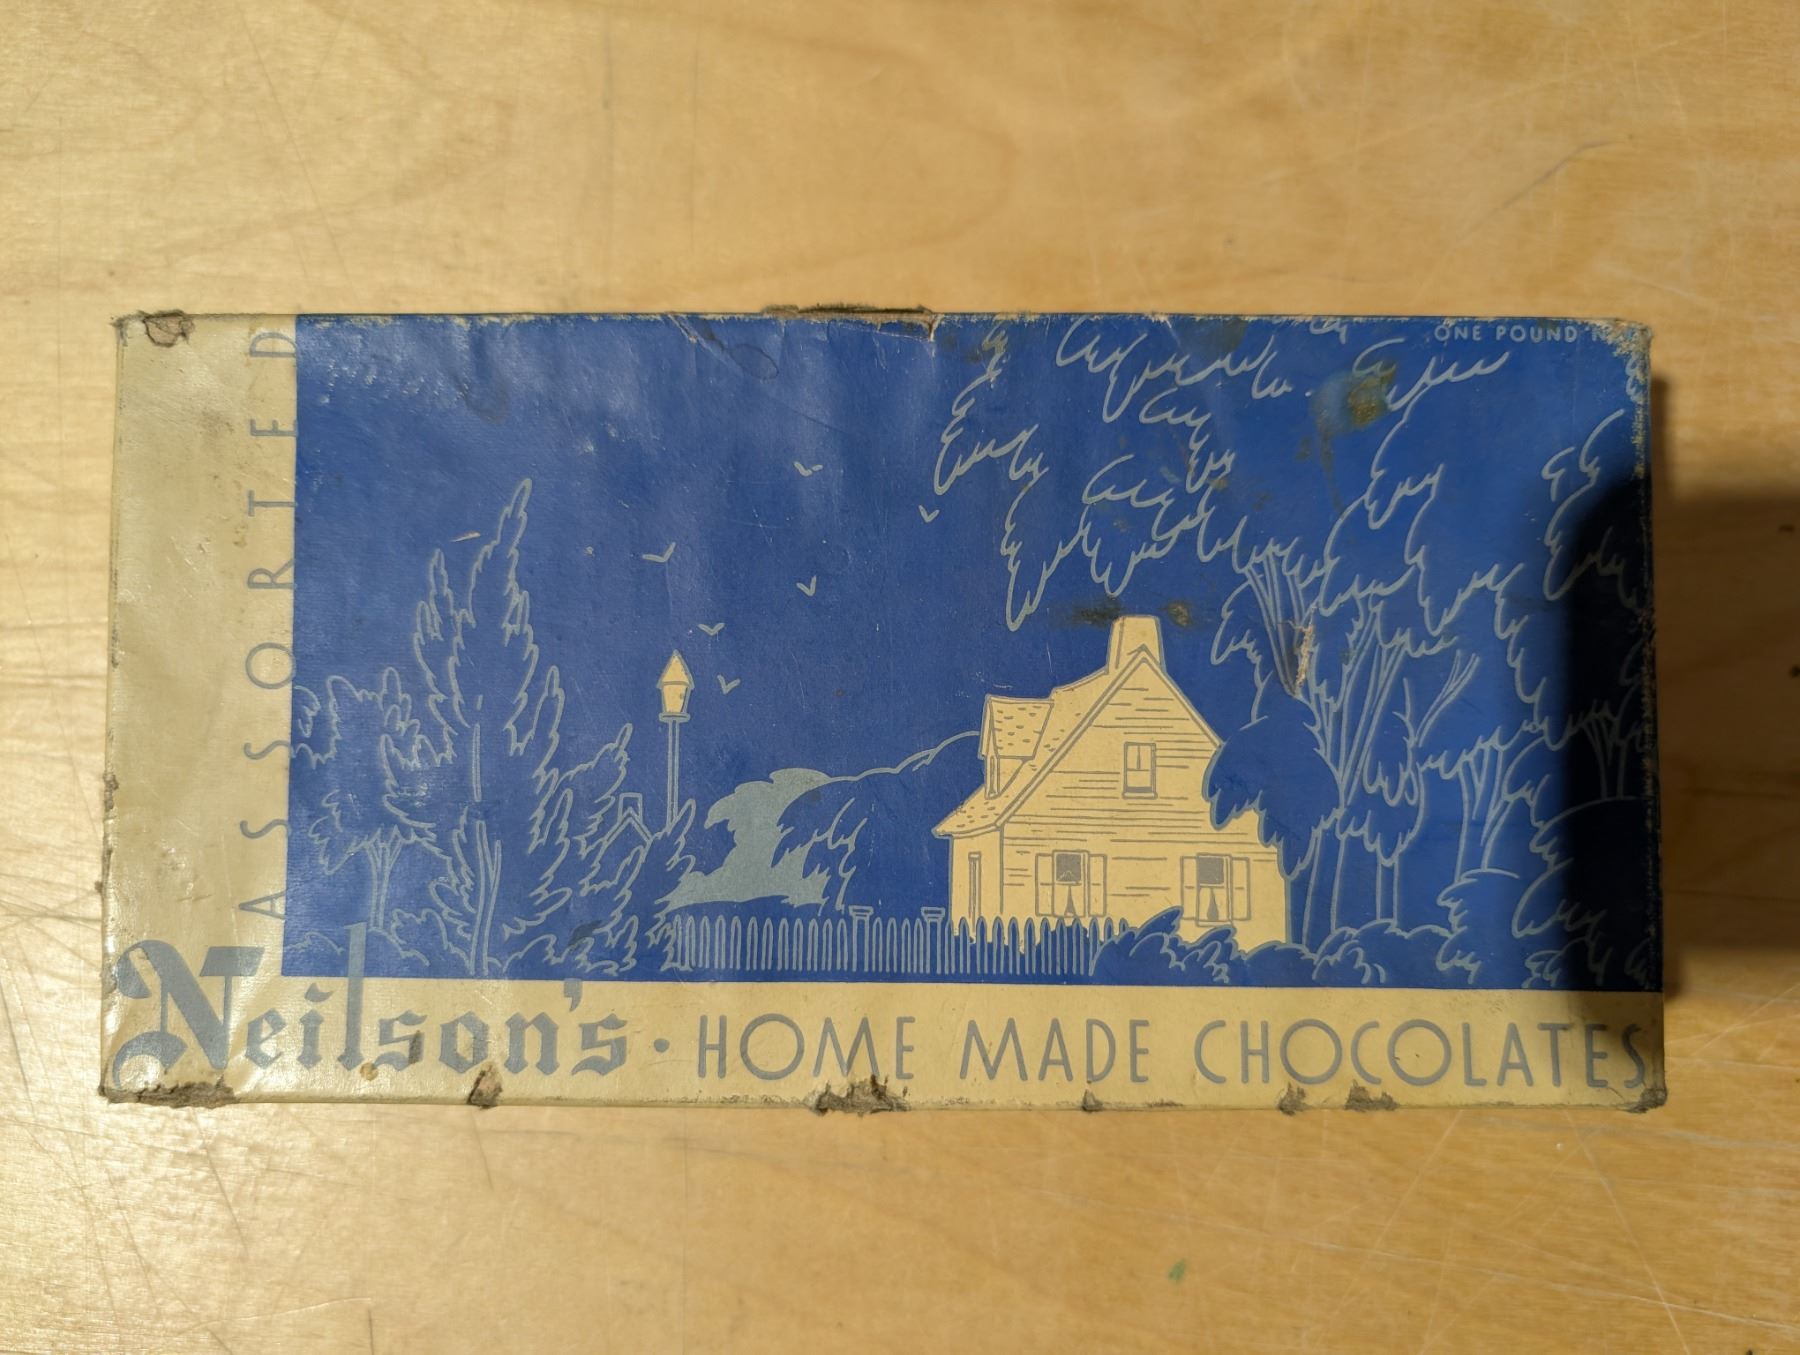 ONE POUND
ASSORTED
Neilson's · HOME MADE CHOCOLATES